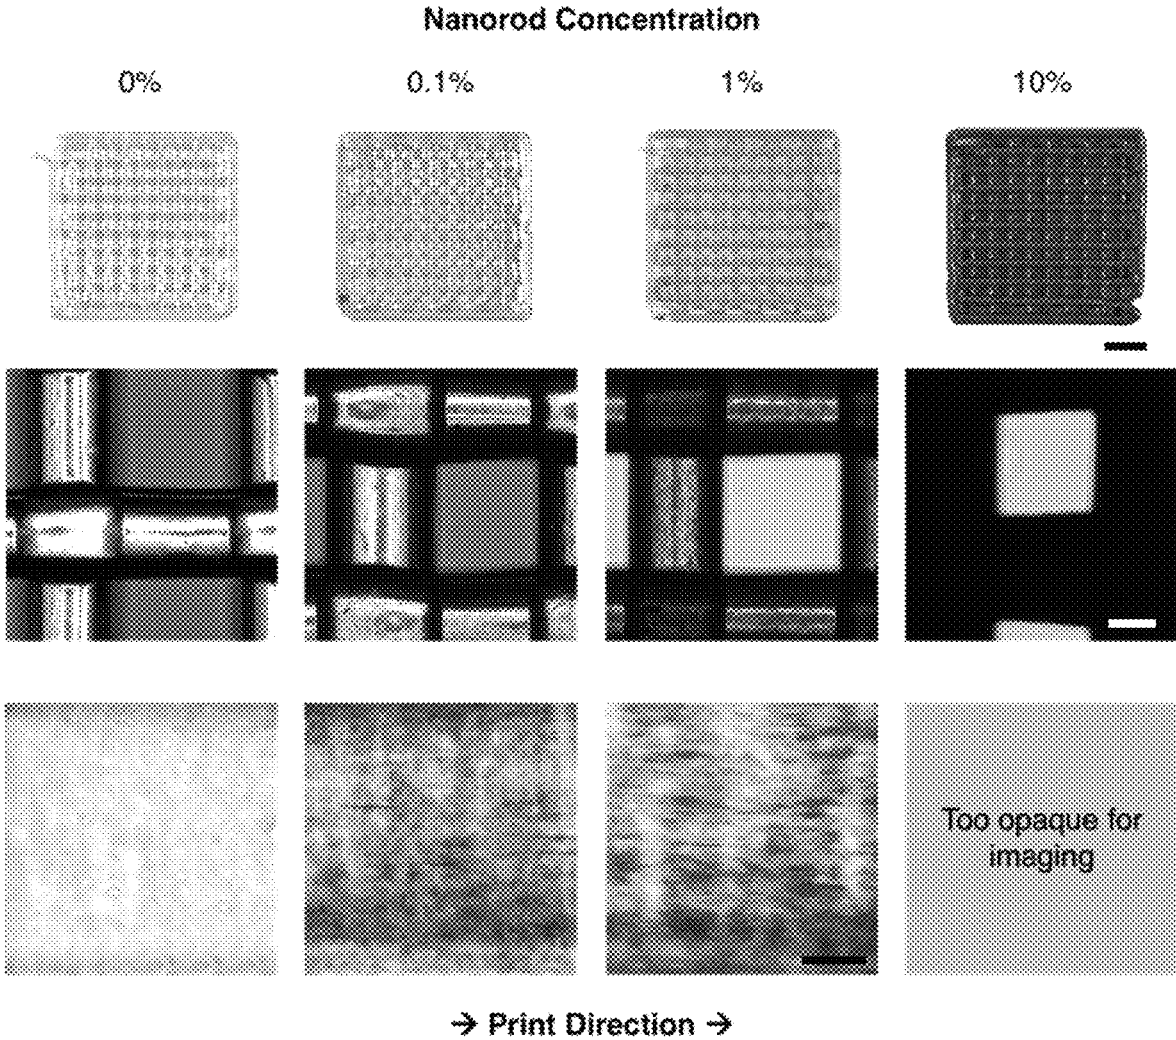 Nanorod Concentration
0%
0.1%
1%
10%
Too opaque for
imaging
→ Print Direction →